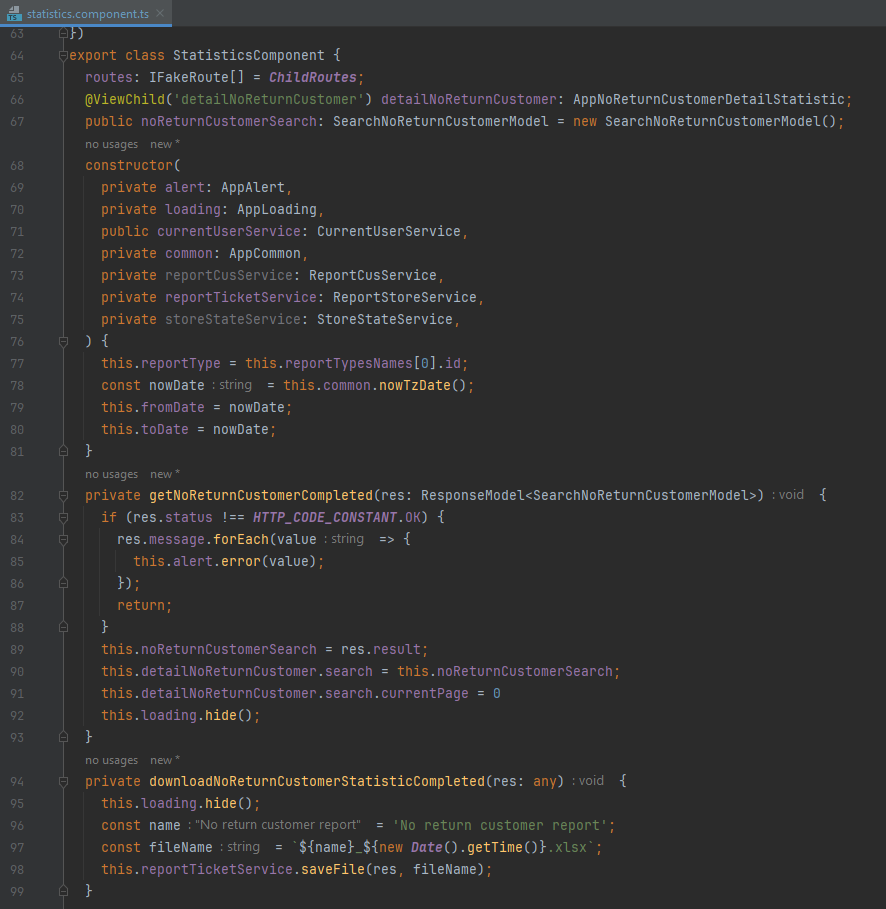 statistics.component.ts
63 })
64 export class StatisticsComponent {
65 routes: IFakeRoute[] = ChildRoutes;
66 @ViewChild('detailNoReturnCustomer') detailNoReturnCustomer: AppNoReturnCustomerDetailStatistic;
67 public noReturnCustomerSearch: SearchNoReturnCustomerModel = new SearchNoReturnCustomerModel();
no usages new *
68 constructor(
69 private alert: AppAlert,
70 private loading: AppLoading,
71 public currentUserService: CurrentUserService,
72 private common: AppCommon,
73 private reportCusService: ReportCusService,
74 private reportTicketService: ReportStoreService,
75 private storeStateService: StoreStateService,
76 ) {
77 this.reportType = this.reportTypesNames[0].id;
78 const nowDate : string = this.common.nowTzDate();
79 this.fromDate = nowDate;
80 this.toDate = nowDate;
81 }
no usages new *
82 private getNoReturnCustomerCompleted(res: ResponseModel<SearchNoReturnCustomerModel>) : void {
83 if (res.status !== HTTP_CODE_CONSTANT.OK) {
84 res.message.forEach(value : string => {
85 this.alert.error(value);
86 });
87 return;
88 }
89 this.noReturnCustomerSearch = res.result;
90 this.detailNoReturnCustomer.search = this.noReturnCustomerSearch;
91 this.detailNoReturnCustomer.search.currentPage = 0
92 this.loading.hide();
93 }
no usages new *
94 private downloadNoReturnCustomerStatisticCompleted(res: any) : void {
95 this.loading.hide();
96 const name : "No return customer report" = 'No return customer report';
97 const fileName : string = `${name}_${new Date().getTime()}.xlsx`;
98 this.reportTicketService.saveFile(res, fileName);
99 }